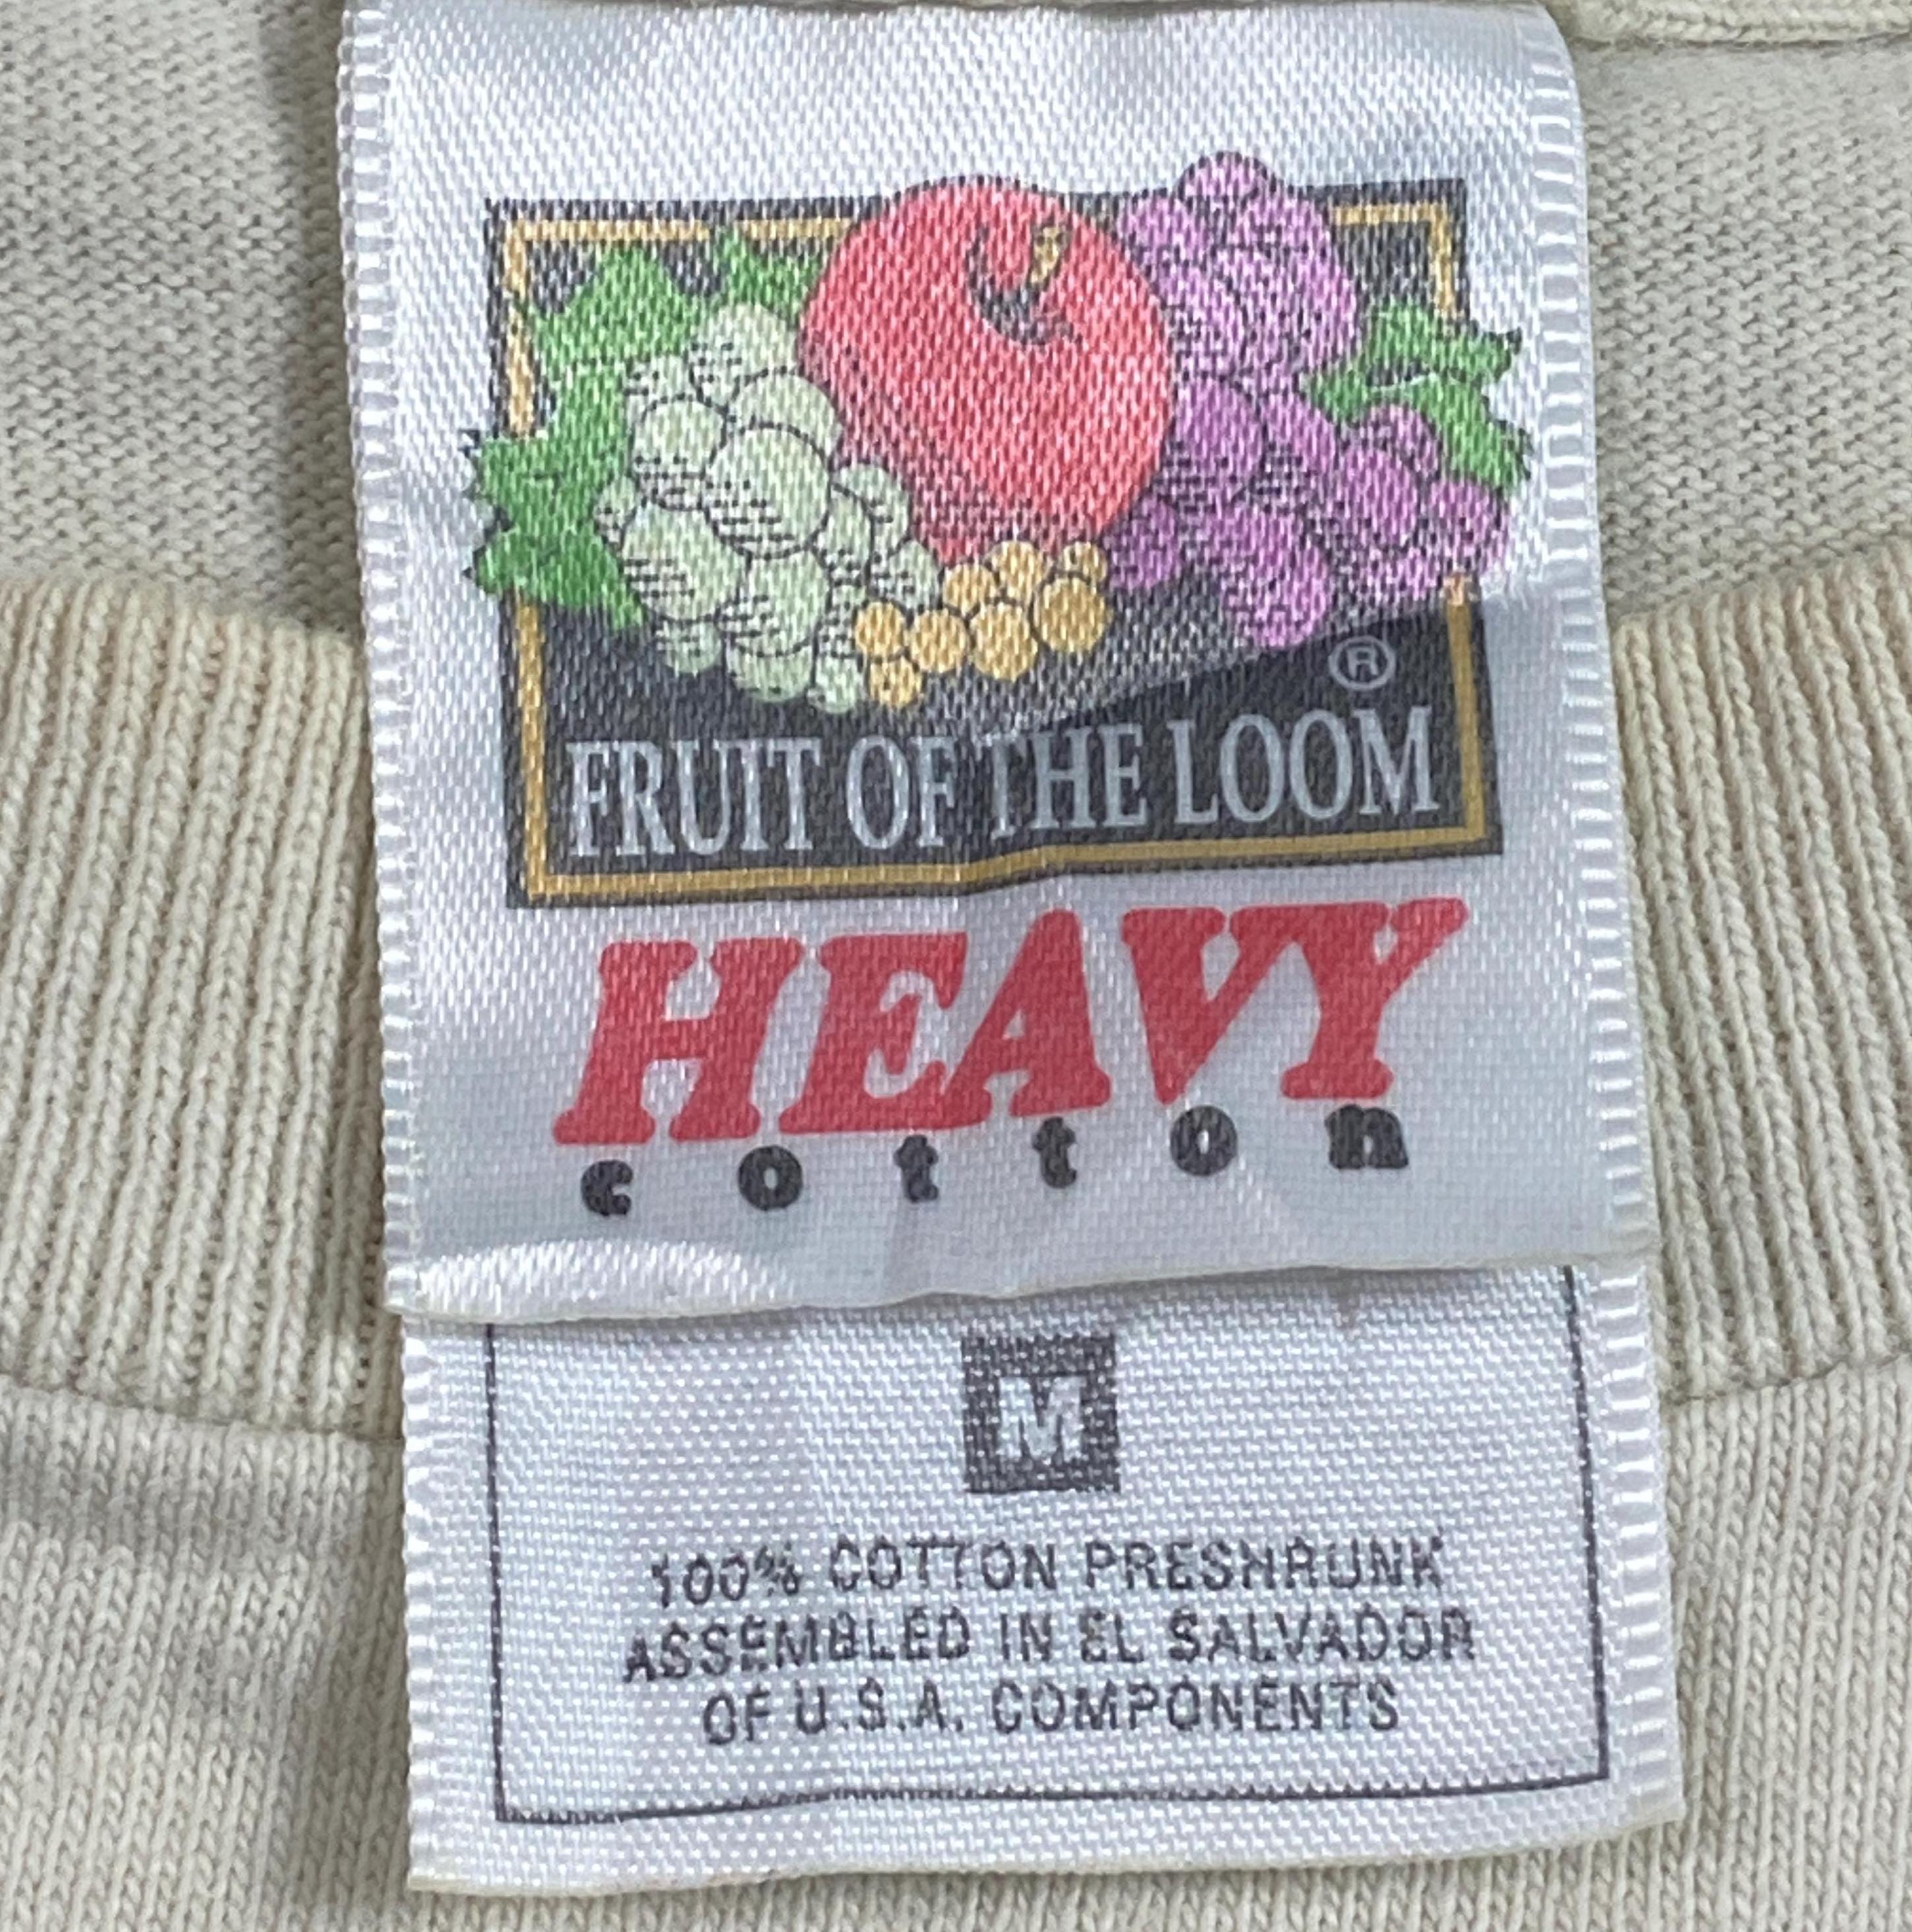 ®
FRUIT OF THE LOOM
HEAVY
cotton
M
100% COTTON PRESHRUNK
ASSEMBLED IN EL SALVADOR
OF U.S.A. COMPONENTS